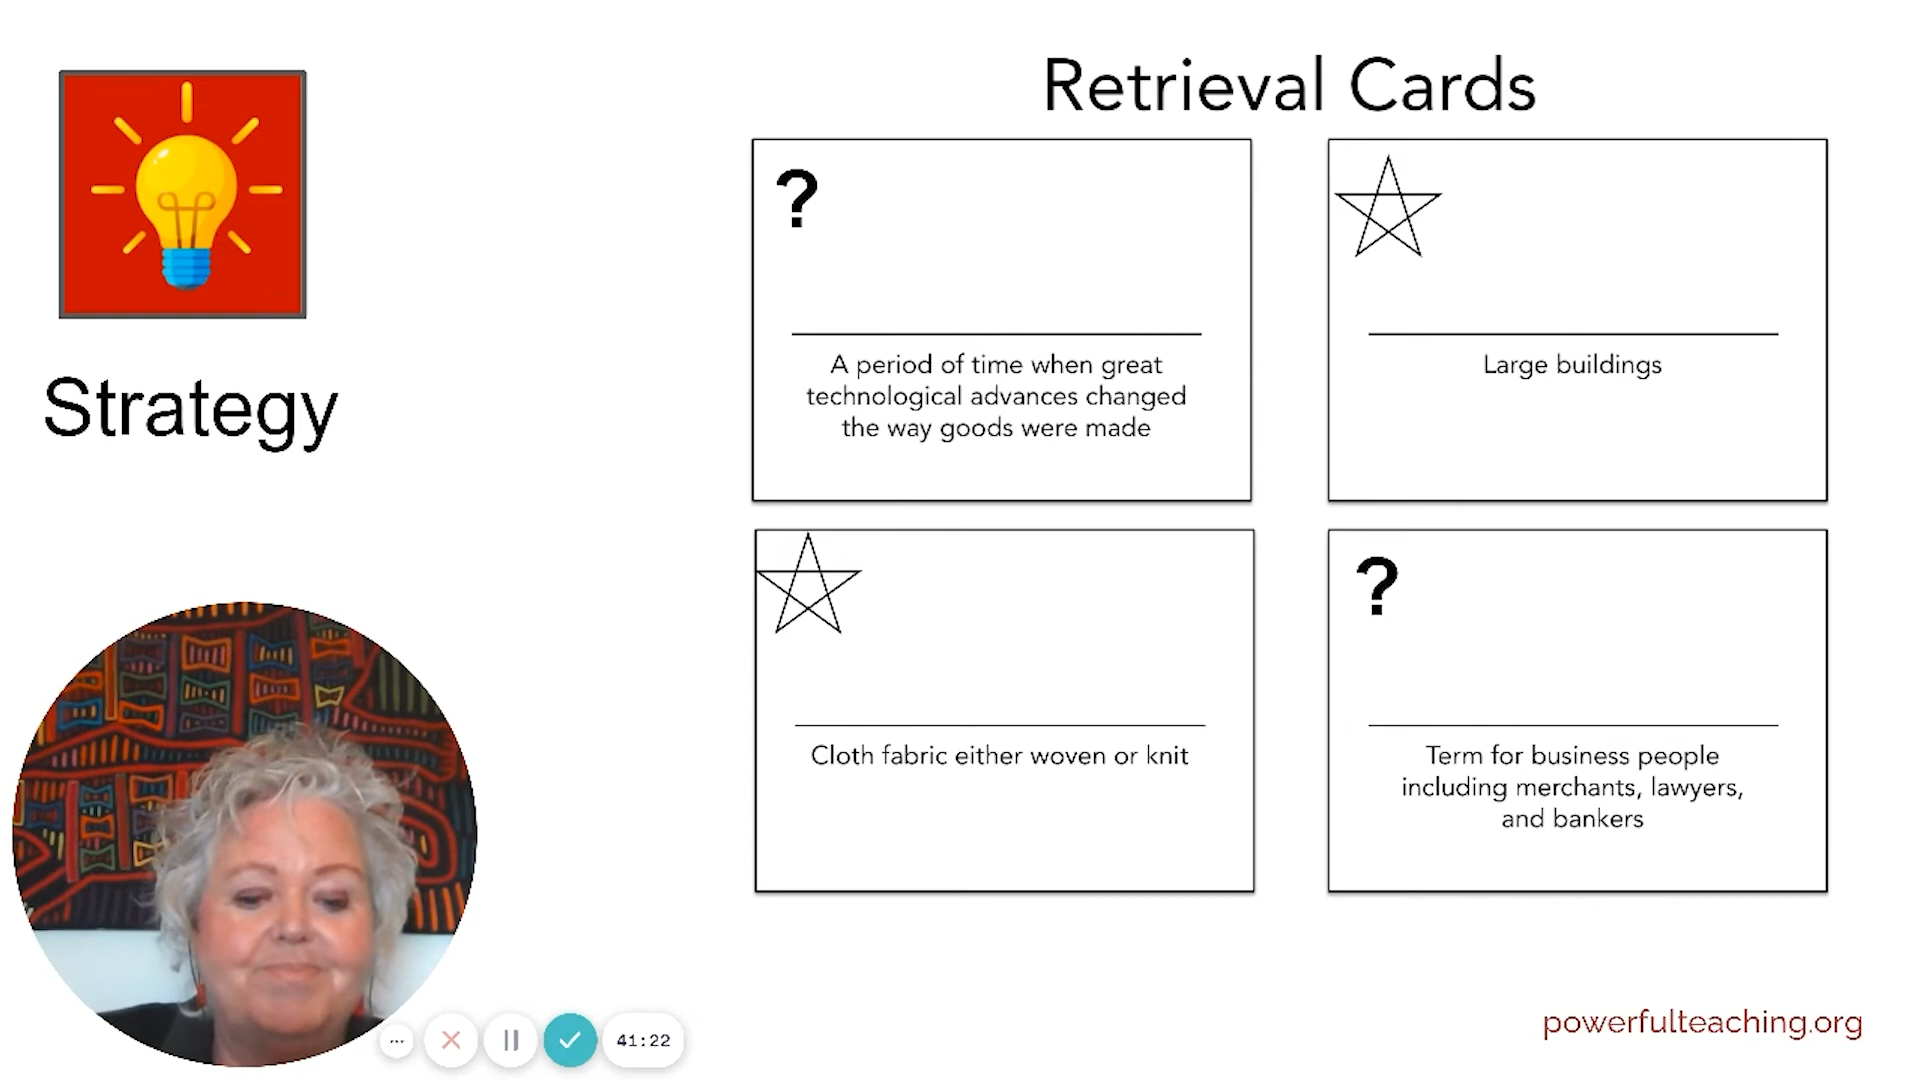 Retrieval Cards
Strategy
?
A period of time when great
technological advances changed
the way goods were made
Large buildings
Cloth fabric either woven or knit
?
Term for business people
including merchants, lawyers,
and bankers
41:22
powerfulteaching.org